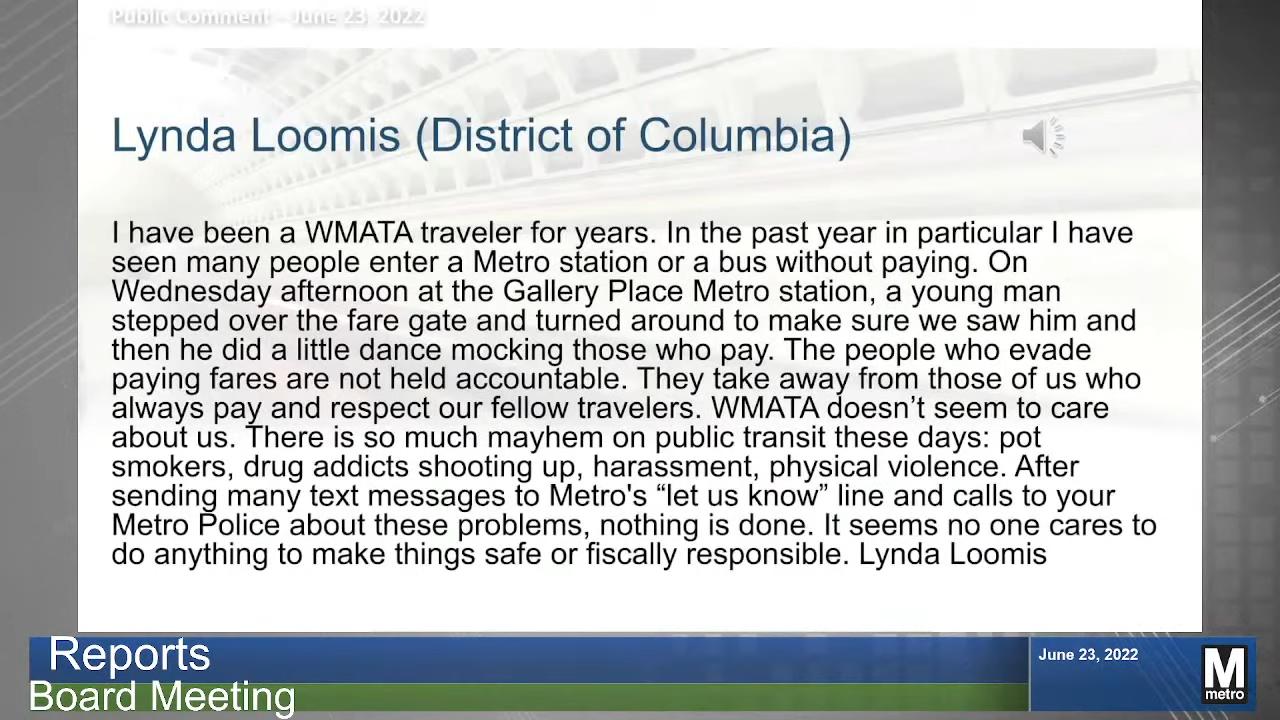 Public Comment – June 23, 2022
Lynda Loomis (District of Columbia)
I have been a WMATA traveler for years. In the past year in particular I have
seen many people enter a Metro station or a bus without paying. On
Wednesday afternoon at the Gallery Place Metro station, a young man
stepped over the fare gate and turned around to make sure we saw him and
then he did a little dance mocking those who pay. The people who evade
paying fares are not held accountable. They take away from those of us who
always pay and respect our fellow travelers. WMATA doesn’t seem to care
about us. There is so much mayhem on public transit these days: pot
smokers, drug addicts shooting up, harassment, physical violence. After
sending many text messages to Metro's “let us know” line and calls to your
Metro Police about these problems, nothing is done. It seems no one cares to
do anything to make things safe or fiscally responsible. Lynda Loomis
Reports
Board Meeting
June 23, 2022
M
metro